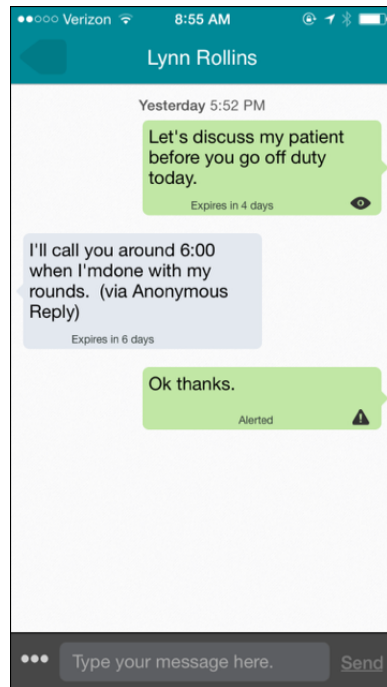 Verizon 8:55 AM
Lynn Rollins
Yesterday 5:52 PM
Let's discuss my patient
before you go off duty
today.
Expires in 4 days
I'll call you around 6:00
when I'mdone with my
rounds.  (via Anonymous
Reply)
Expires in 6 days
Ok thanks.
Alerted
Type your message here.
Send